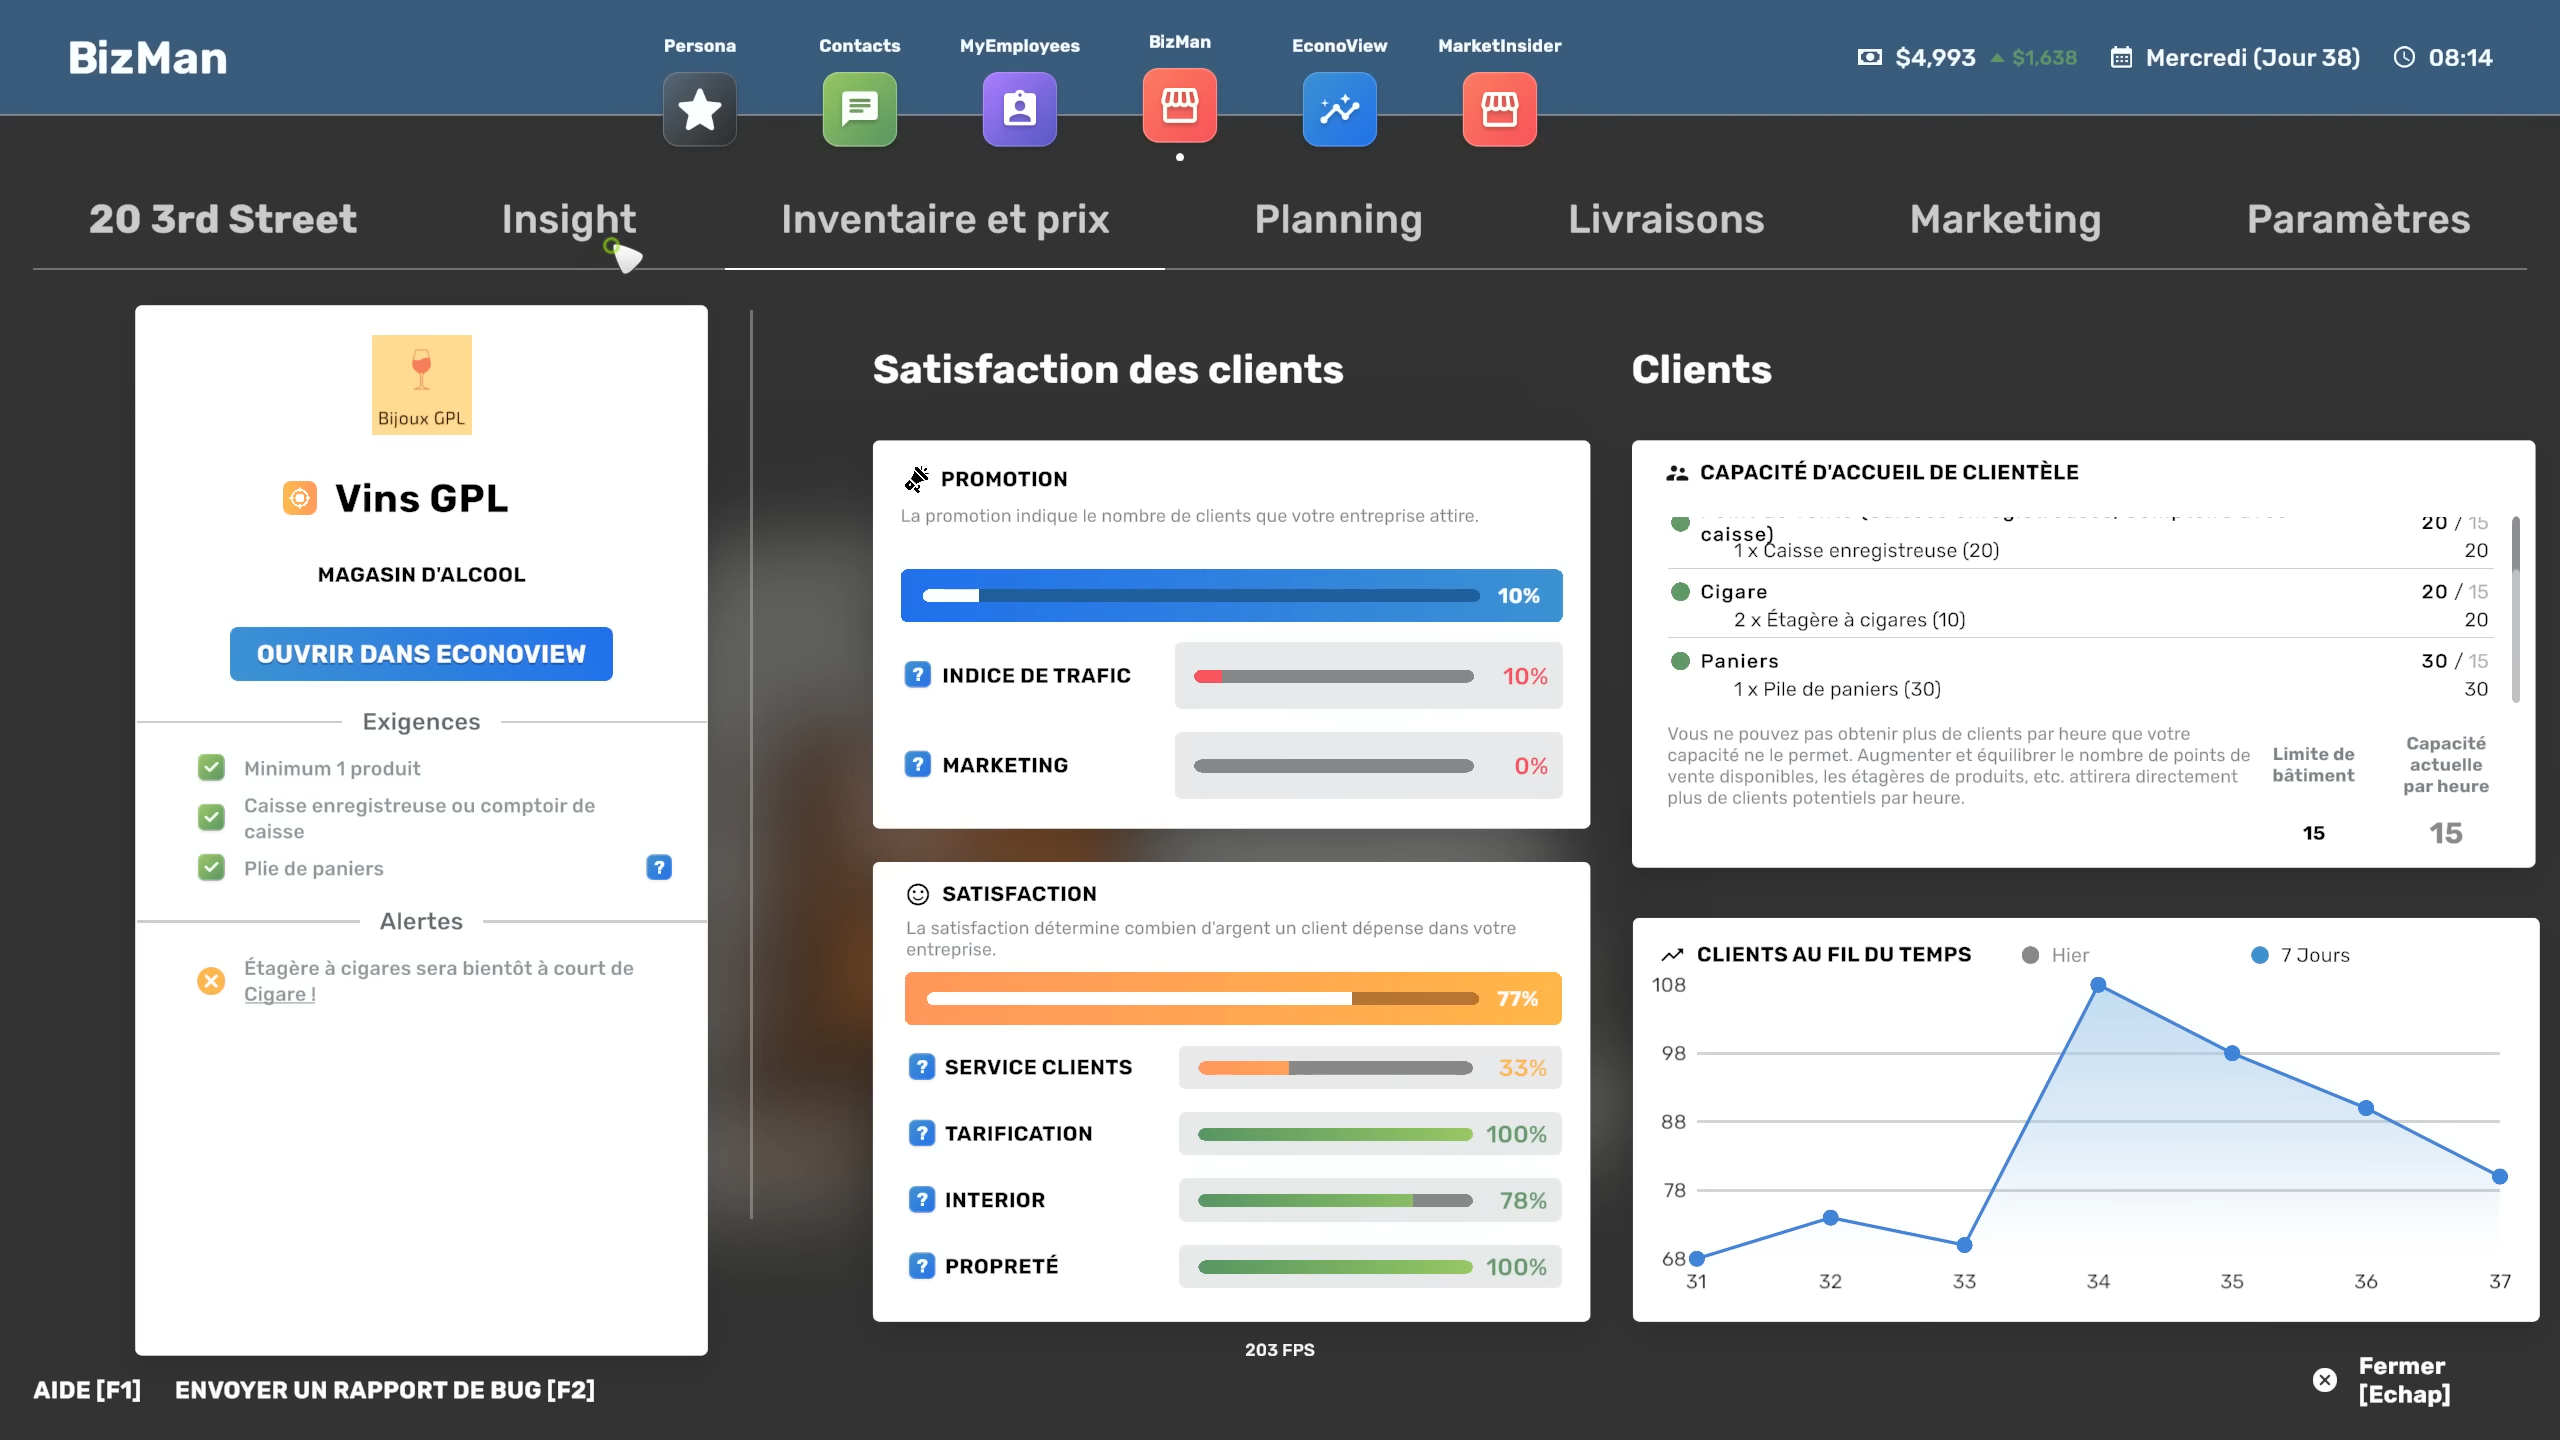 BizMan
Persona
Contacts
MyEmployees
BizMan
EconoView
MarketInsider
$4,993
$1,638
Mercredi (Jour 38)
08:14
20 3rd Street
Insight
Inventaire et prix
Planning
Livraisons
Marketing
Paramètres
Bijoux GPL
Vins GPL
MAGASIN D'ALCOOL
OUVRIR DANS ECONOVIEW
Exigences
Minimum 1 produit
Caisse enregistreuse ou comptoir de
caisse
Plie de paniers
?
Alertes
Étagère à cigares sera bientôt à court de
Cigare !
Satisfaction des clients
PROMOTION
La promotion indique le nombre de clients que votre entreprise attire.
10%
? INDICE DE TRAFIC 10%
? MARKETING 0%
SATISFACTION
La satisfaction détermine combien d'argent un client dépense dans votre
entreprise.
77%
? SERVICE CLIENTS 33%
? TARIFICATION 100%
? INTERIOR 78%
? PROPRETÉ 100%
Clients
CAPACITÉ D'ACCUEIL DE CLIENTÈLE
20 / 15
caisse)
1 x Caisse enregistreuse (20) 20
Cigare 20 / 15
2 x Étagère à cigares (10) 20
Paniers 30 / 15
1 x Pile de paniers (30) 30
Vous ne pouvez pas obtenir plus de clients par heure que votre
capacité ne le permet. Augmenter et équilibrer le nombre de points de
vente disponibles, les étagères de produits, etc. attirera directement
plus de clients potentiels par heure.
Limite de
bâtiment
15
Capacité
actuelle
par heure
15
CLIENTS AU FIL DU TEMPS
Hier
7 Jours
108
98
88
78
68
31 32 33 34 35 36 37
203 FPS
AIDE [F1]
ENVOYER UN RAPPORT DE BUG [F2]
Fermer
[Echap]